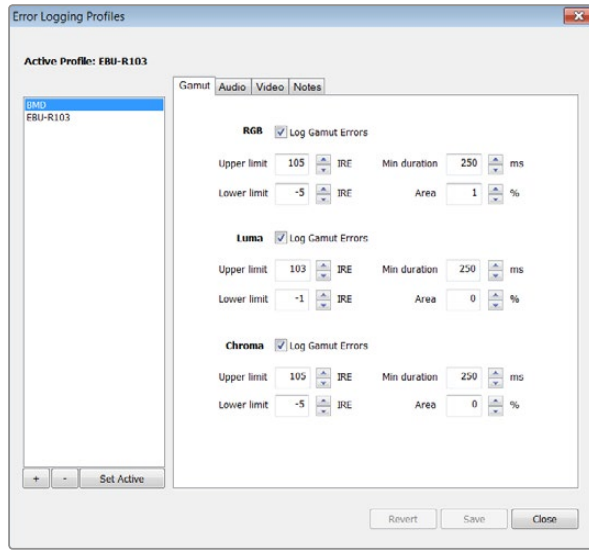 Error Logging Profiles
Active Profile: EBU-R103
Gamut Audio Video Notes
BMD
EBU-R103
RGB Log Gamut Errors
Upper limit 105 IRE Min duration 250 ms
Lower limit -5 IRE Area 1 %
Luma Log Gamut Errors
Upper limit 103 IRE Min duration 250 ms
Lower limit -1 IRE Area 0 %
Chroma Log Gamut Errors
Upper limit 105 IRE Min duration 250 ms
Lower limit -5 IRE Area 0 %
+ - Set Active
Revert Save Close